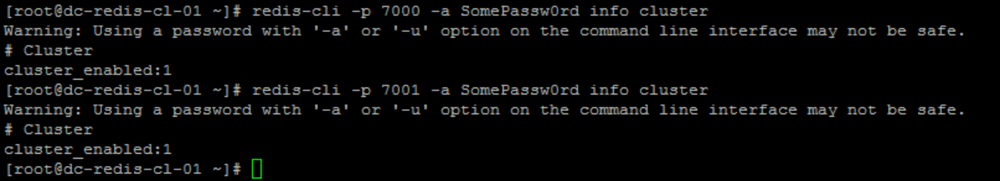 [root@dc-redis-cl-01 ~]# redis-cli -p 7000 -a SomePassw0rd info cluster
Warning: Using a password with '-a' or '-u' option on the command line interface may not be safe.
# Cluster
cluster_enabled:1
[root@dc-redis-cl-01 ~]# redis-cli -p 7001 -a SomePassw0rd info cluster
Warning: Using a password with '-a' or '-u' option on the command line interface may not be safe.
# Cluster
cluster_enabled:1
[root@dc-redis-cl-01 ~]#